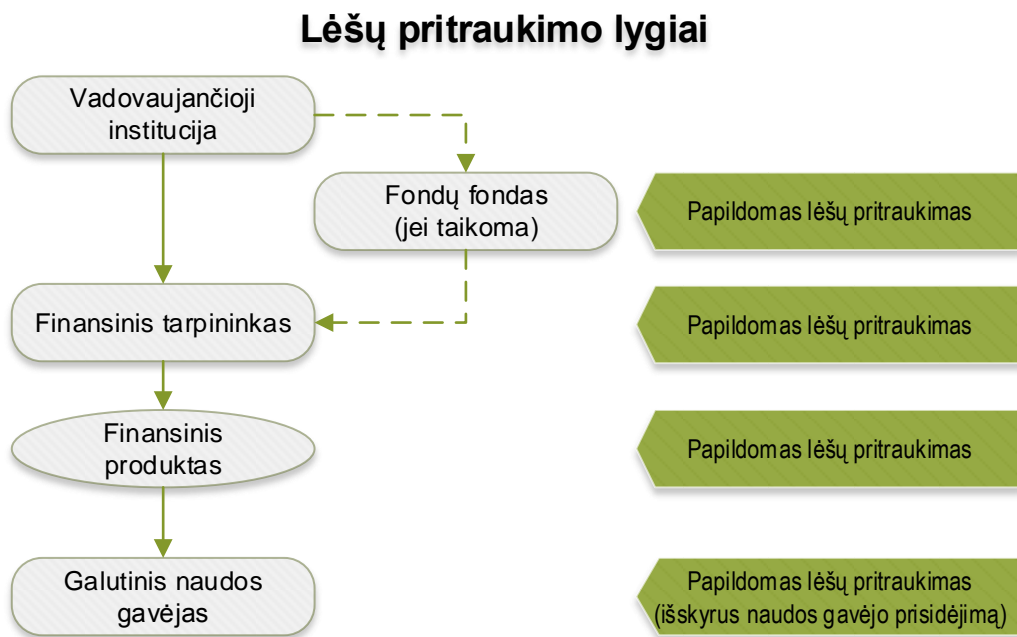 Lėšų pritraukimo lygiai
Vadovaujančioji
institucija
Fondų fondas
(jei taikoma)
Papildomas lėšų pritraukimas
Finansinis tarpininkas
Papildomas lėšų pritraukimas
Finansinis
produktas
Papildomas lėšų pritraukimas
Galutinis naudos
gavėjas
Papildomas lėšų pritraukimas
(išskyrus naudos gavėjo prisidėjimą)